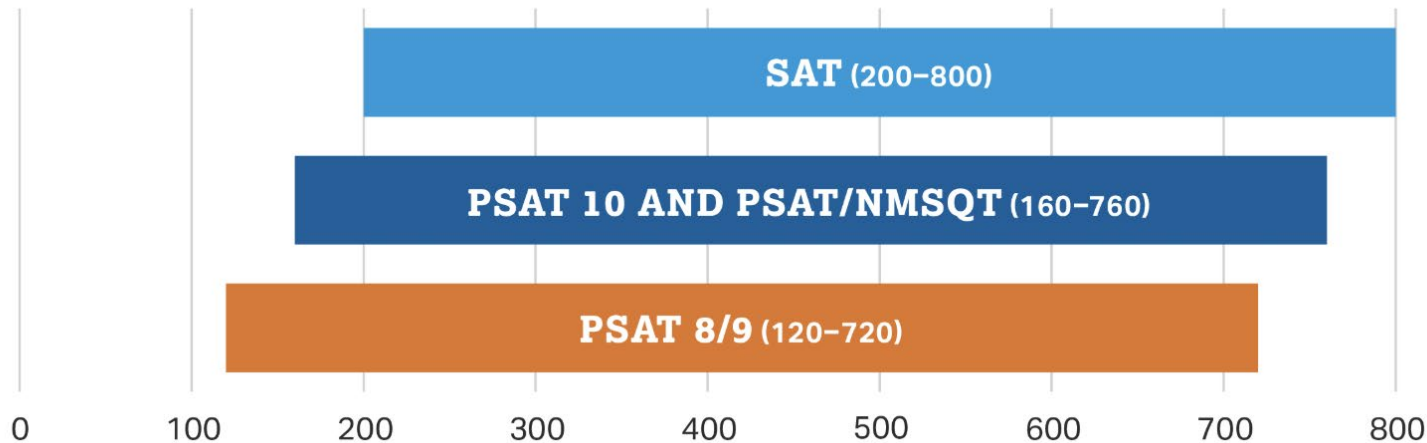 SAT (200–800)
PSAT 10 AND PSAT/NMSQT (160–760)
PSAT 8/9 (120–720)
0 100 200 300 400 500 600 700 800